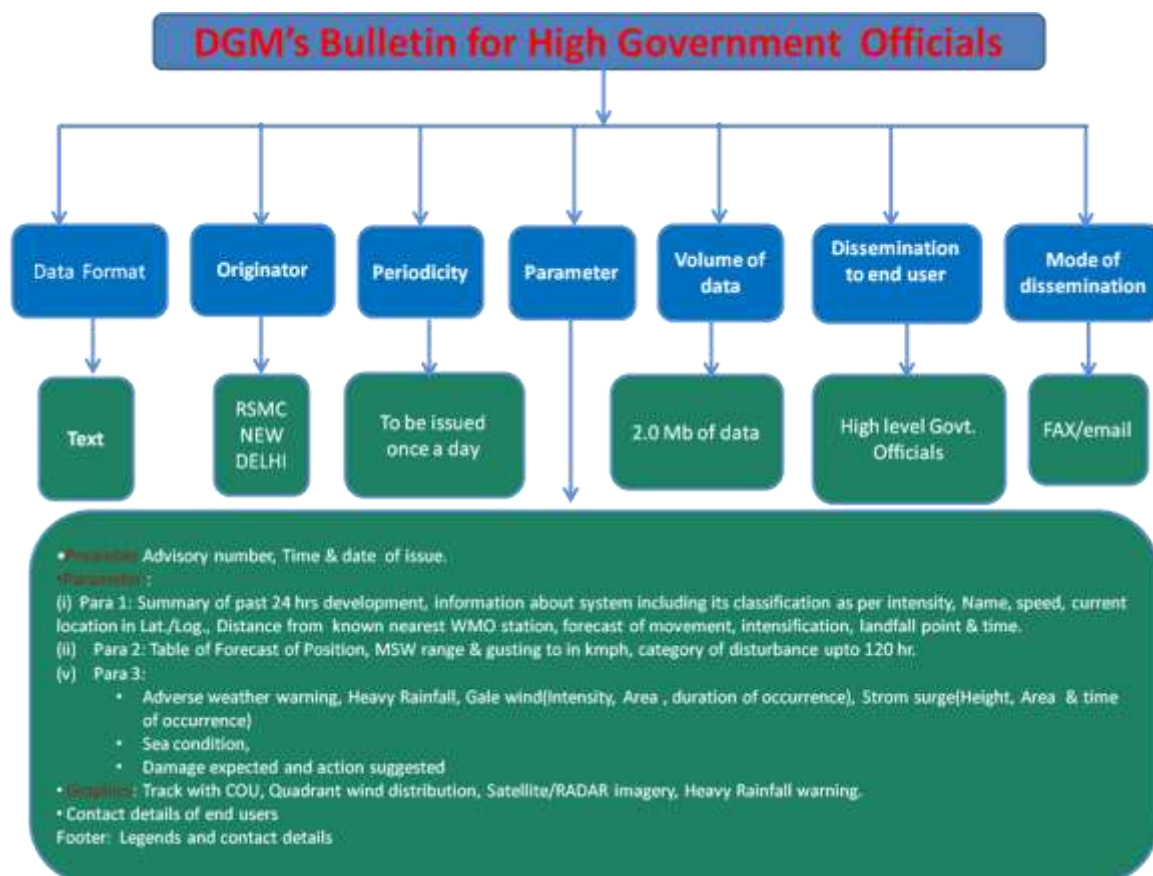 DGM's Bulletin for High Government Officials
Data Format
Originator
Periodicity
Parameter
Volume of
data
Dissemination
to end user
Mode of
dissemination
Text
RSMC
NEW
DELHI
To be issued
once a day
2.0 Mb of data
High level Govt.
Officials
FAX/email
• Advisory number, Time & date of issue.
•Parameter :
(i) Para 1: Summary of past 24 hrs development, information about system including its classification as per intensity, Name, speed, current
location in Lat./Log., Distance from known nearest WMO station, forecast of movement, intensification, landfall point & time.
(ii) Para 2: Table of Forecast of Position, MSW range & gusting to in kmph, category of disturbance upto 120 hr.
(v) Para 3:
• Adverse weather warning, Heavy Rainfall, Gale wind(Intensity, Area , duration of occurrence), Strom surge(Height, Area & time
of occurrence)
• Sea condition,
• Damage expected and action suggested
• Graphics: Track with COU, Quadrant wind distribution, Satellite/RADAR imagery, Heavy Rainfall warning.
• Contact details of end users
Footer: Legends and contact details